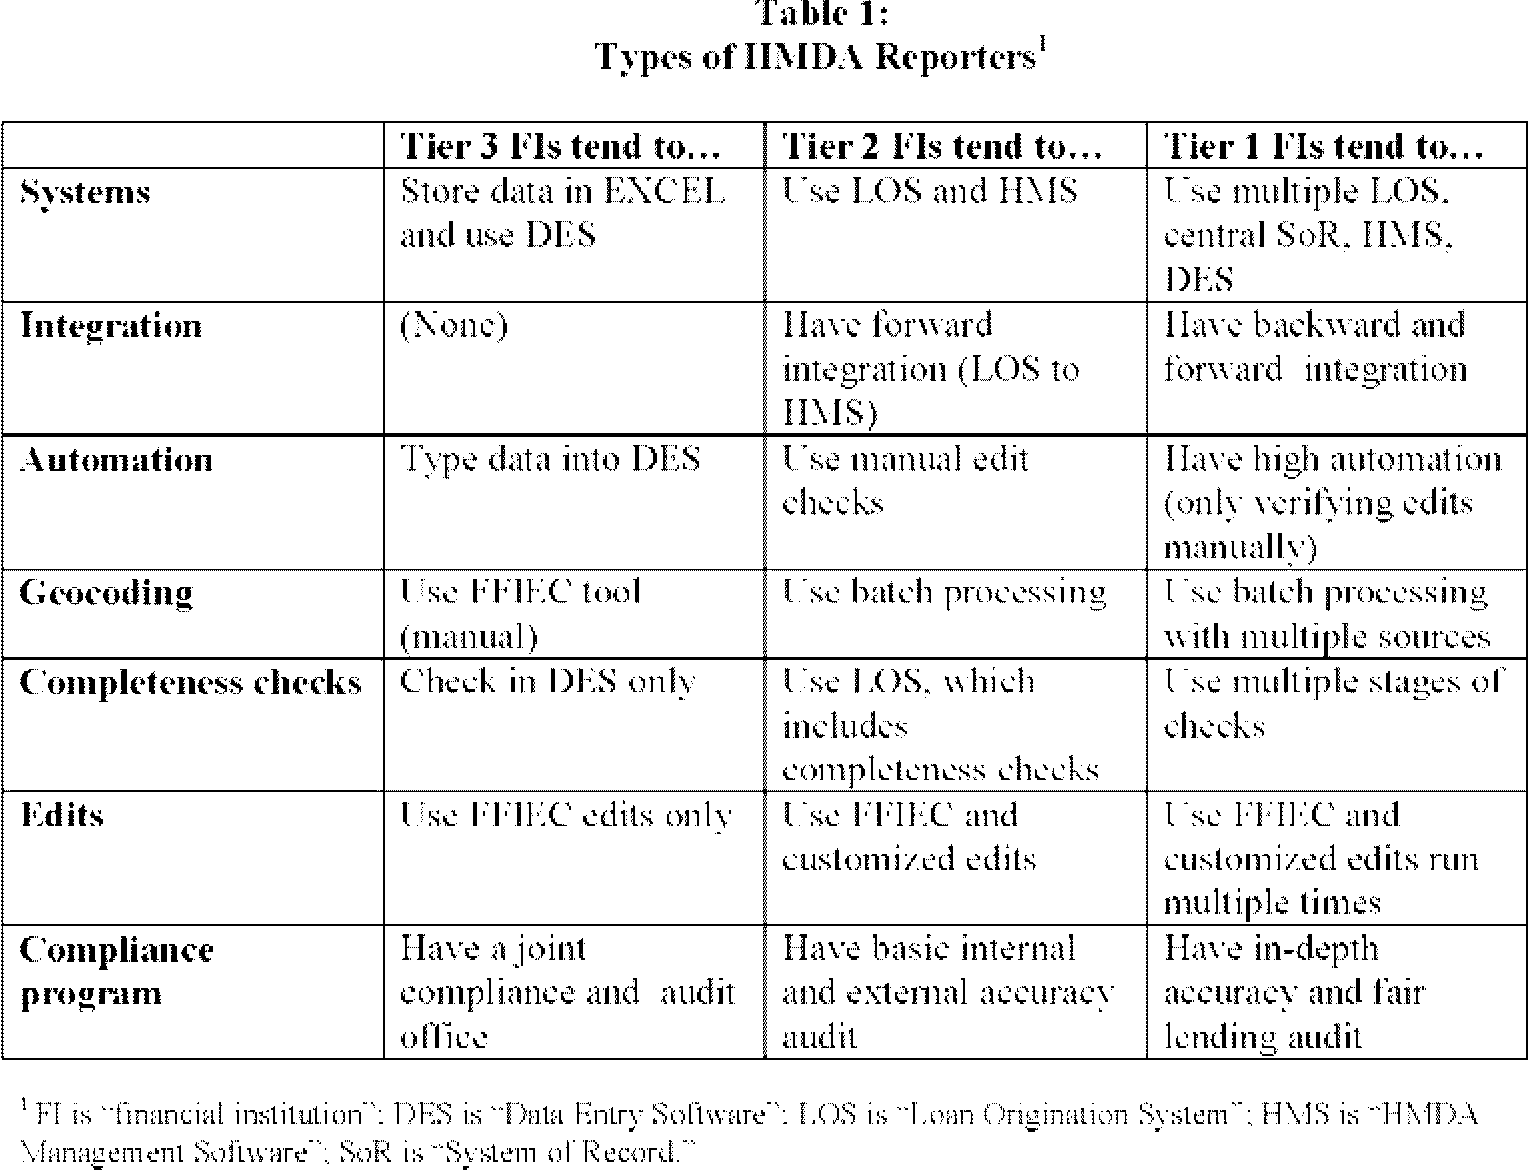 Table 1:
Types of HMDA Reporters1
Tier 3 FIs tend to… Tier 2 FIs tend to… Tier 1 FIs tend to…
Systems
Store data in EXCEL
and use DES
Use LOS and HMS
Use multiple LOS,
central SoR, HMS,
DES
Integration
(None)
Have forward
integration (LOS to
HMS)
Have backward and
forward integration
Automation
Type data into DES
Use manual edit
checks
Have high automation
(only verifying edits
manually)
Geocoding
Use FFIEC tool
(manual)
Use batch processing
Use batch processing
with multiple sources
Completeness checks
Check in DES only
Use LOS, which
includes
completeness checks
Use multiple stages of
checks
Edits
Use FFIEC edits only
Use FFIEC and
customized edits
Use FFIEC and
customized edits run
multiple times
Compliance
program
Have a joint
compliance and audit
office
Have basic internal
and external accuracy
audit
Have in-depth
accuracy and fair
lending audit
1 FI is “financial institution”; DES is “Data Entry Software”; LOS is “Loan Origination System”; HMS is “HMDA
Management Software”; SoR is “System of Record.”